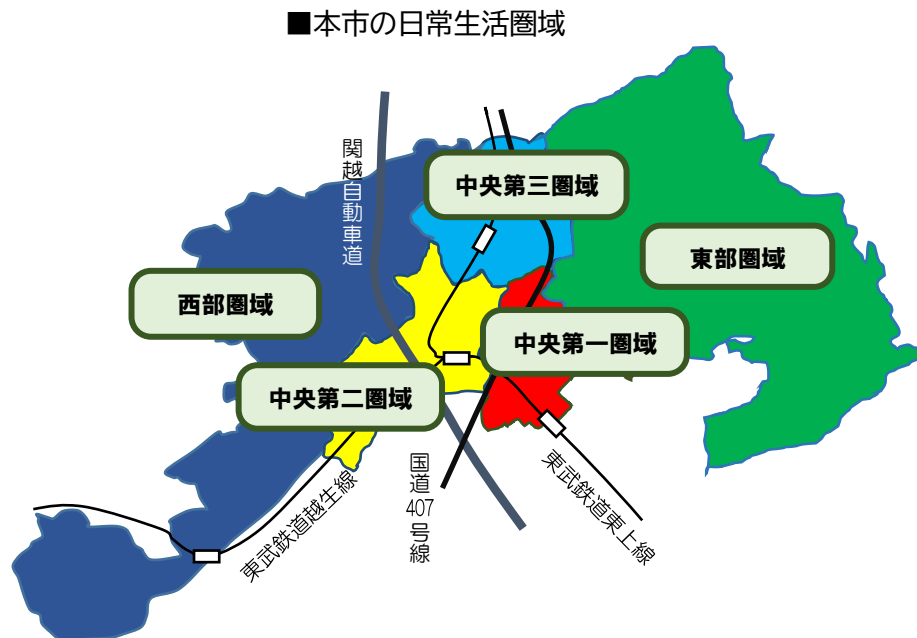 ■本市の日常生活圏域
関越自動車道
中央第三圏域
東部圏域
西部圏域
中央第一圏域
中央第二圏域
国道407号線
東武鉄道越生線
東武鉄道東上線